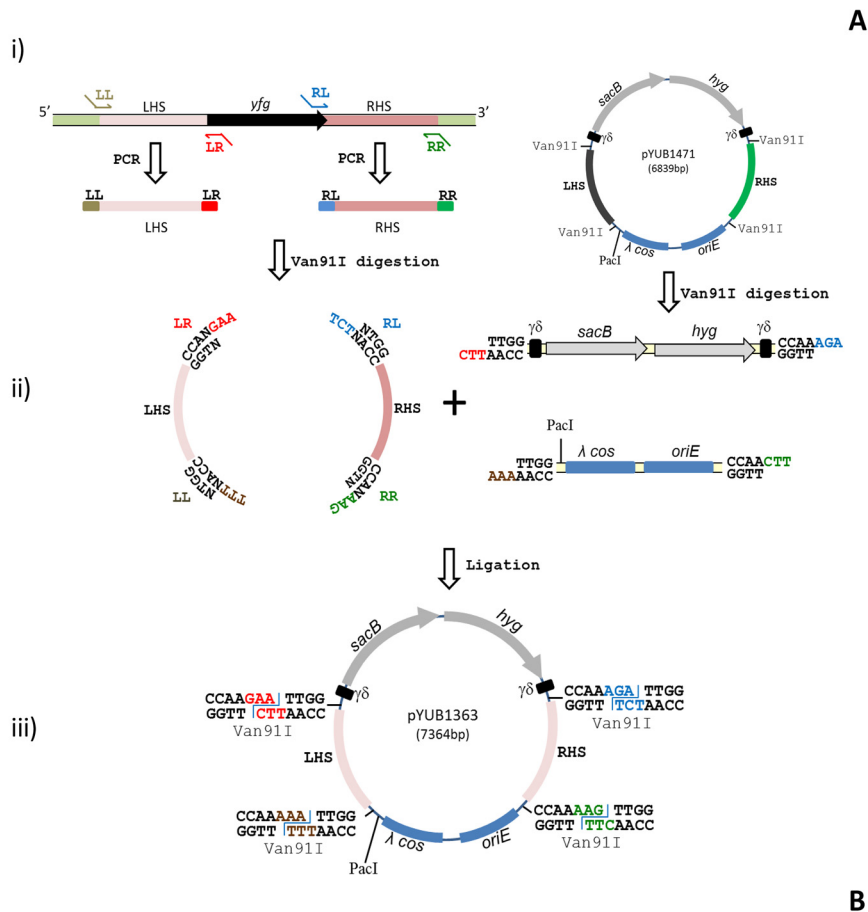 A
i)
LL
RL
LHS
yfg
RHS
5’
3’
LR
RR
PCR
PCR
LL
LR
RL
RR
LHS
RHS
sacB
hyg
γδ
γδ
Van91I
Van91I
pYUB1471
(6839bp)
LHS
RHS
Van91I
Van91I
PacI
λ cos
oriE
Van91I digestion
Van91I digestion
ii)
LR
CCANGAA
GGTN
TCT
NTGG
NACC
RL
LHS
RHS
NTGG
NACC
TTT
LL
GGTN
CCANAAG
RR
+
γδ
sacB
hyg
γδ
TTGG
CTTAACC
CCAAAGA
GGTT
PacI
λ cos
oriE
TTGG
AAAAACC
CCAACTT
GGTT
Ligation
iii)
sacB
hyg
γδ
γδ
CCAAGAA TTGG
GGTT CTTAACC
Van91I
CCAAAGA TTGG
GGTT TCTAACC
Van91I
pYUB1363
(7364bp)
LHS
RHS
CCAAAAA TTGG
GGTT TTTAACC
Van91I
CCAAAAG TTGG
GGTT TTCAACC
Van91I
PacI
λ cos
oriE
B